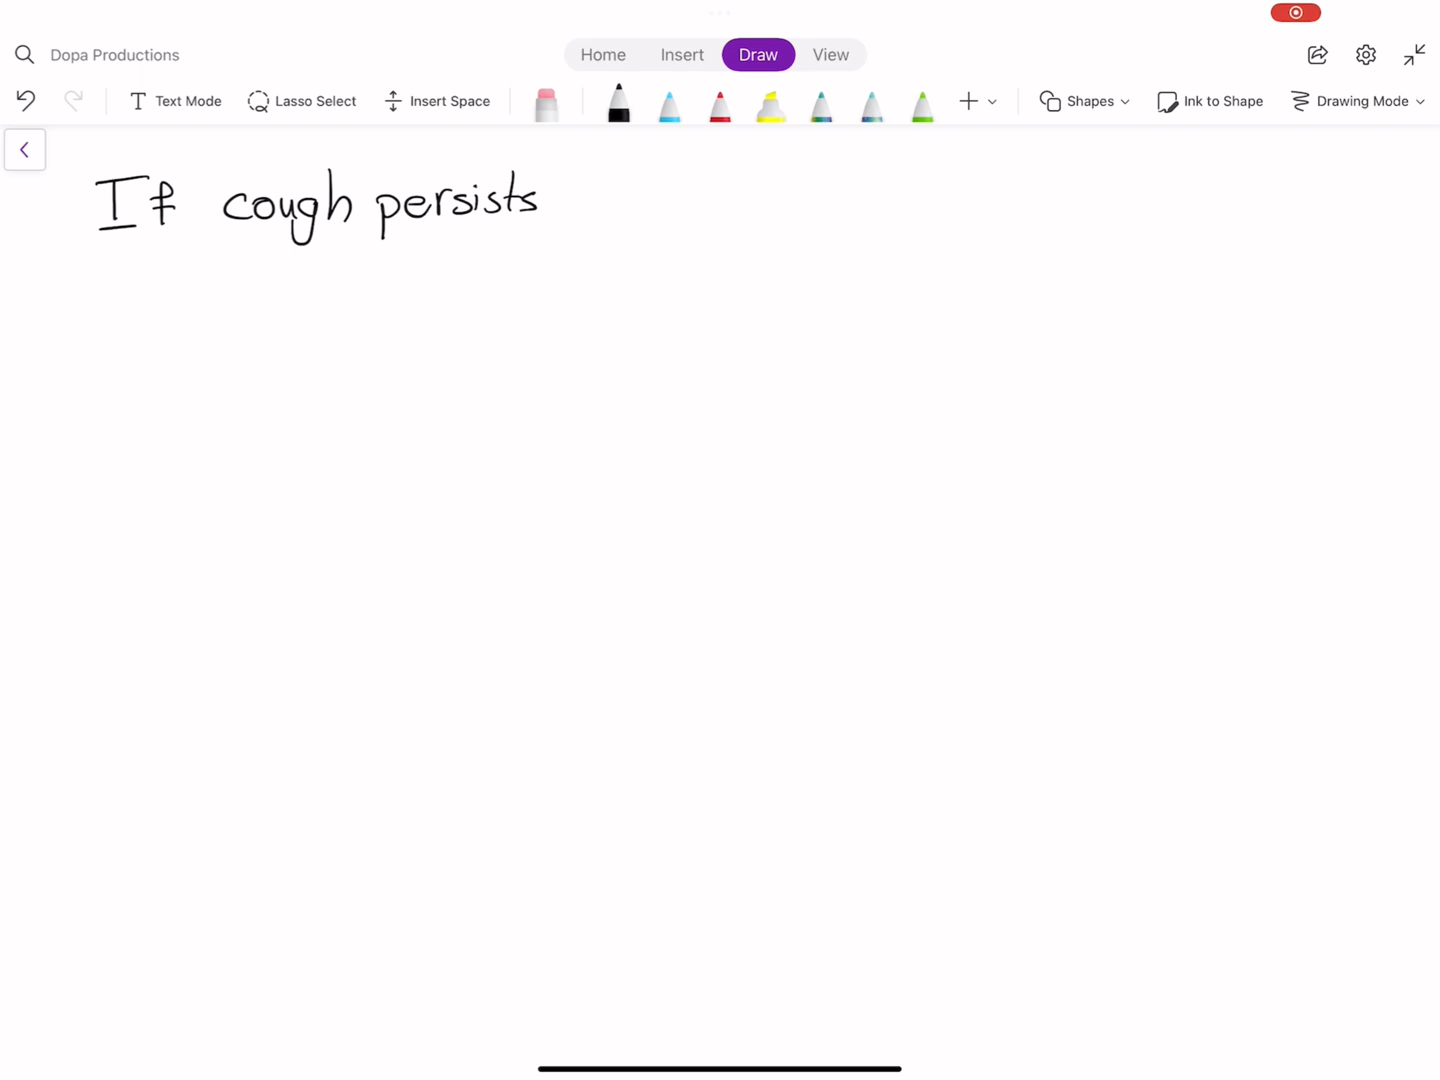 Dopa Productions
Home Insert Draw View
Text Mode Lasso Select Insert Space Shapes Ink to Shape Drawing Mode
If cough persists